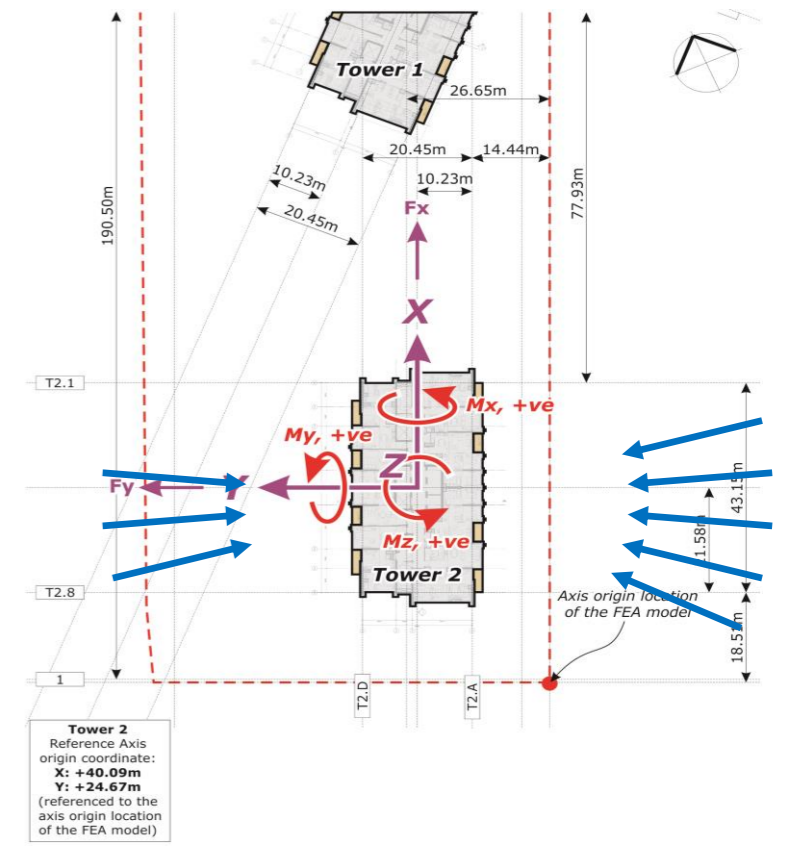 Tower 1
26.65m
20.45m
14.44m
10.23m
10.23m
20.45m
190.50m
77.93m
Fx
X
T2.1
Mx, +ve
My, +ve
Z
Fy
Y
43.15m
Mz, +ve
Tower 2
T2.8
Axis origin location
of the FEA model
1
T2.D
T2.A
Tower 2
Reference Axis
origin coordinate:
X: +40.09m
Y: +24.67m
(referenced to the
axis origin location
of the FEA model)